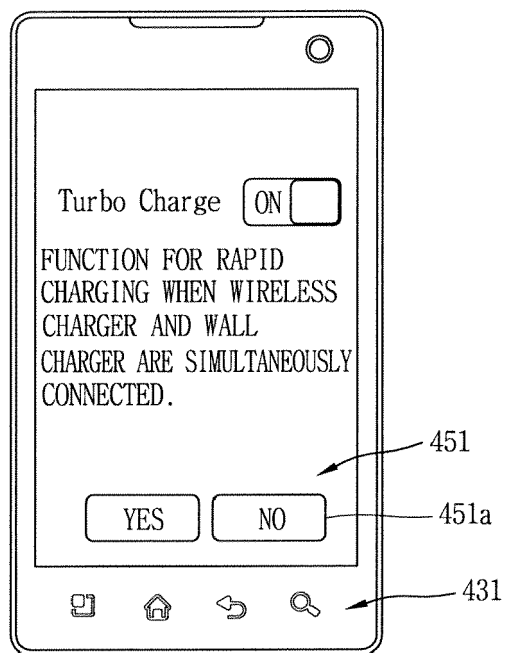 Turbo Charge ON
FUNCTION FOR RAPID
CHARGING WHEN WIRELESS
CHARGER AND WALL
CHARGER ARE SIMULTANEOUSLY
CONNECTED.
451
YES NO 451a
431